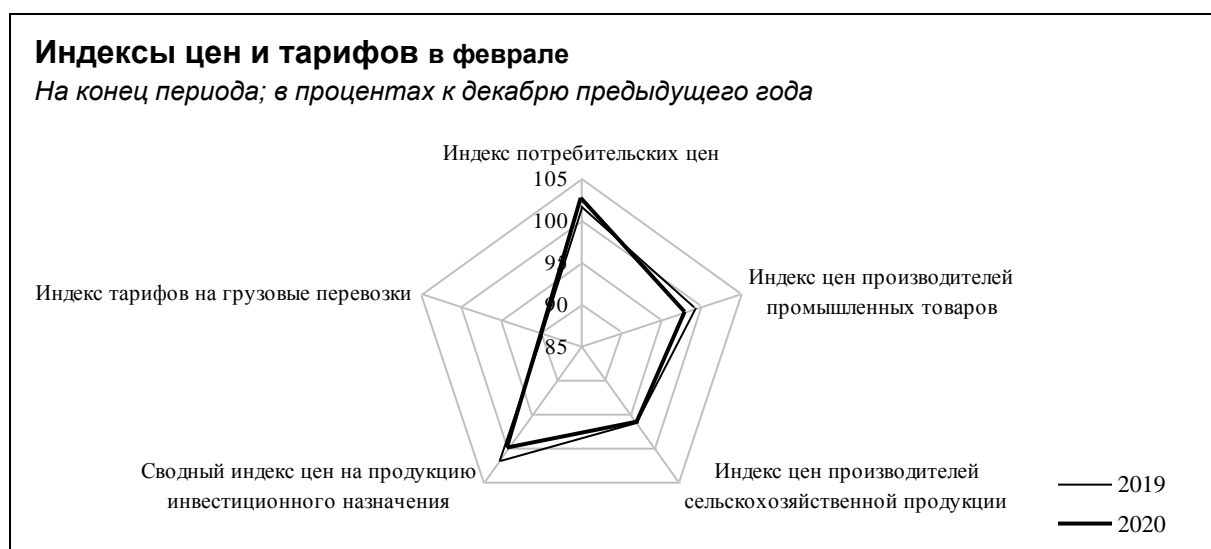 Индексы цен и тарифов в феврале
На конец периода; в процентах к декабрю предыдущего года
Индекс потребительских цен
105
100
95
90
85
Индекс цен производителей
промышленных товаров
Индекс тарифов на грузовые перевозки
Сводный индекс цен на продукцию
инвестиционного назначения
Индекс цен производителей
сельскохозяйственной продукции
2019
2020